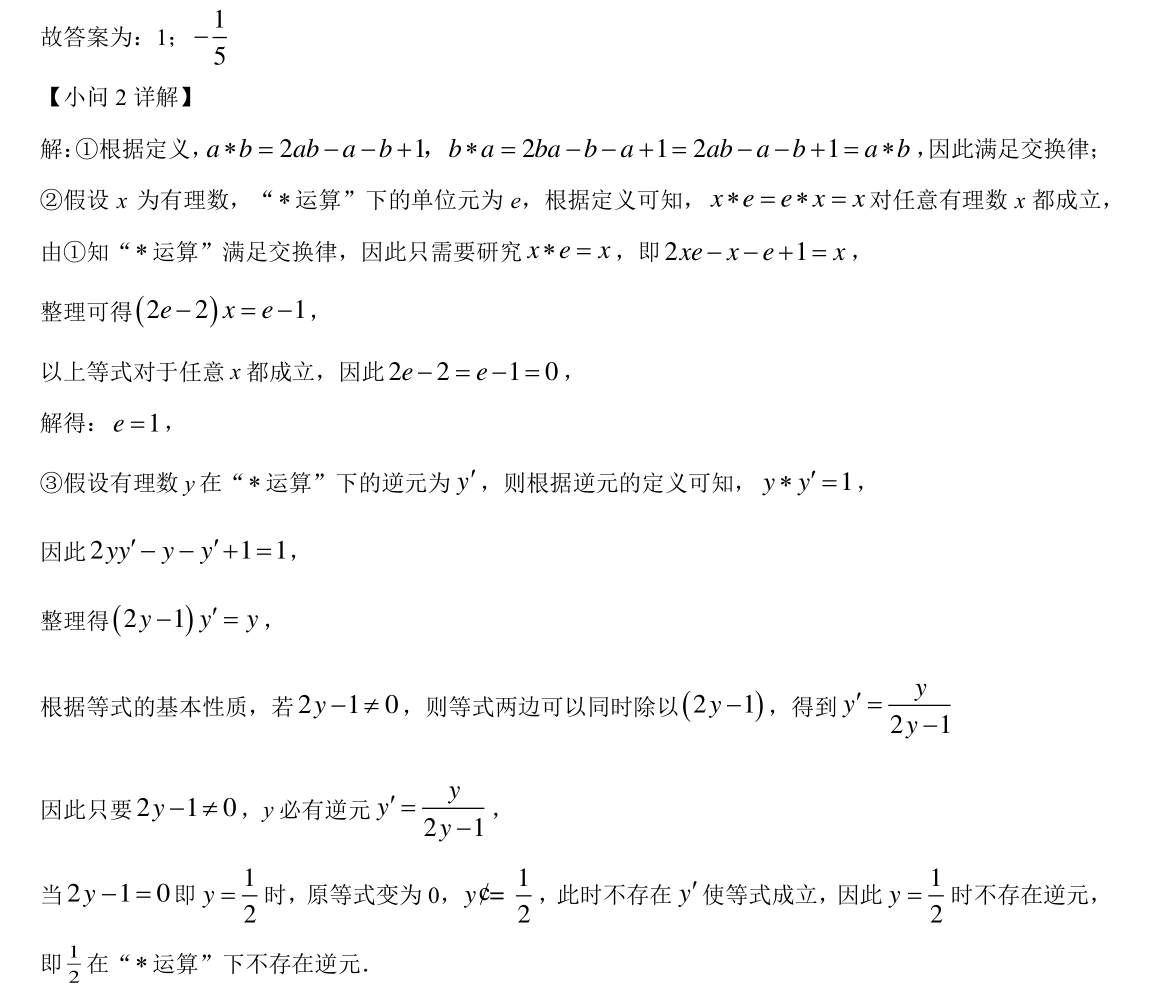 故答案为：1；$-\frac{1}{5}$
【小问 2 详解】
解：①根据定义，$a*b=2ab-a-b+1$，$b*a=2ba-b-a+1=2ab-a-b+1=a*b$，因此满足交换律；
②假设 x 为有理数，“＊运算”下的单位元为 e，根据定义可知，$x*e=e*x=x$对任意有理数 x 都成立，
由①知“＊运算”满足交换律，因此只需要研究$x*e=x$，即$2xe-x-e+1=x$，
整理可得$(2e-2)x=e-1$，
以上等式对于任意 x 都成立，因此$2e-2=e-1=0$，
解得：$e=1$，
③假设有理数 y 在“＊运算”下的逆元为 $y'$，则根据逆元的定义可知，$y*y'=1$，
因此$2yy'-y-y'+1=1$，
整理得$(2y-1)y'=y$，
根据等式的基本性质，若$2y-1\neq 0$，则等式两边可以同时除以$(2y-1)$，得到$y'=\frac{y}{2y-1}$
因此只要$2y-1\neq 0$，y 必有逆元$y'=\frac{y}{2y-1}$，
当$2y-1=0$即$y=\frac{1}{2}$时，原等式变为 0，y¢=$\frac{1}{2}$，此时不存在 $y'$ 使等式成立，因此$y=\frac{1}{2}$时不存在逆元，
即$\frac{1}{2}$在“＊运算”下不存在逆元．